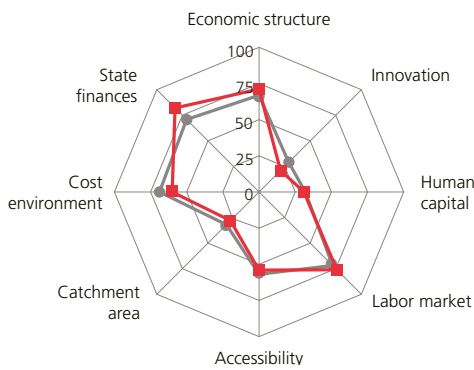 Economic structure
100
State
finances
Innovation
75
50
25
0
Cost
environment
Human
capital
Catchment
area
Labor market
Accessibility